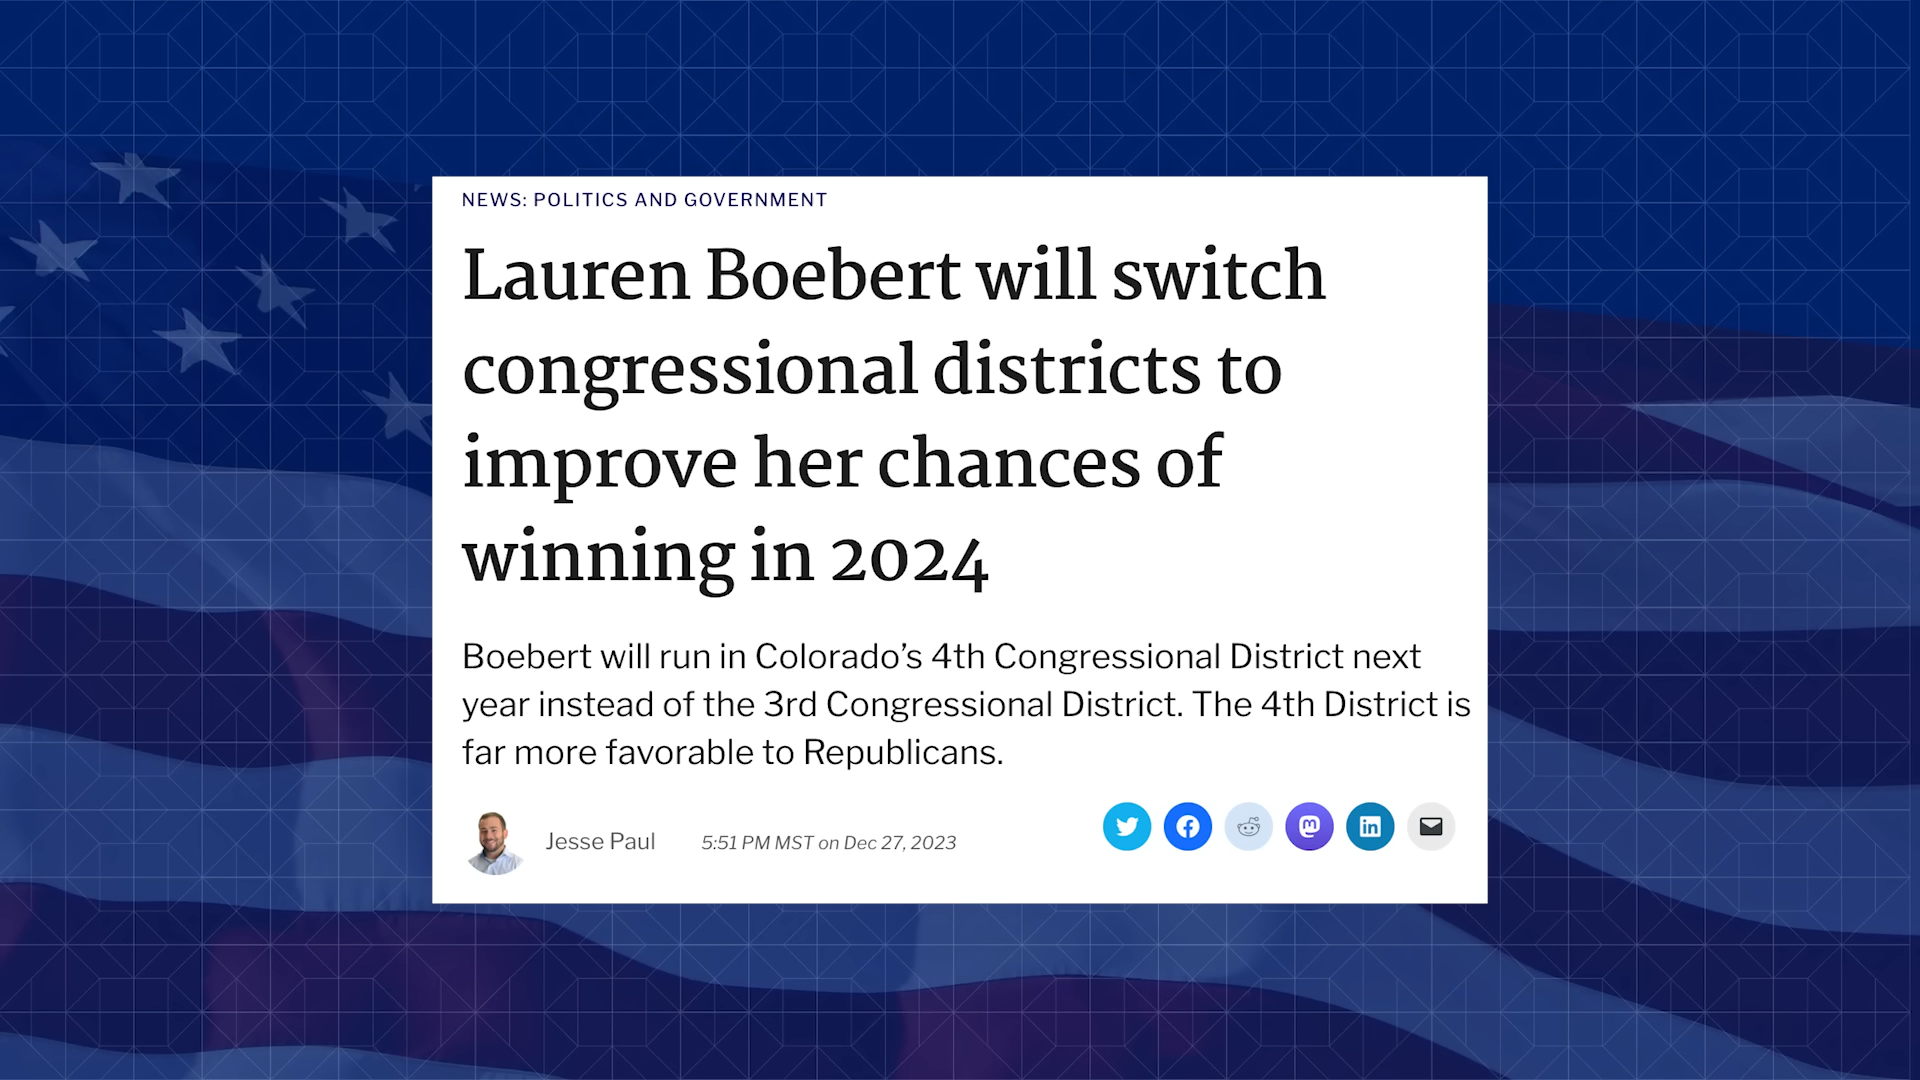 NEWS: POLITICS AND GOVERNMENT
Lauren Boebert will switch
congressional districts to
improve her chances of
winning in 2024
Boebert will run in Colorado’s 4th Congressional District next
year instead of the 3rd Congressional District. The 4th District is
far more favorable to Republicans.
Jesse Paul 5:51 PM MST on Dec 27, 2023